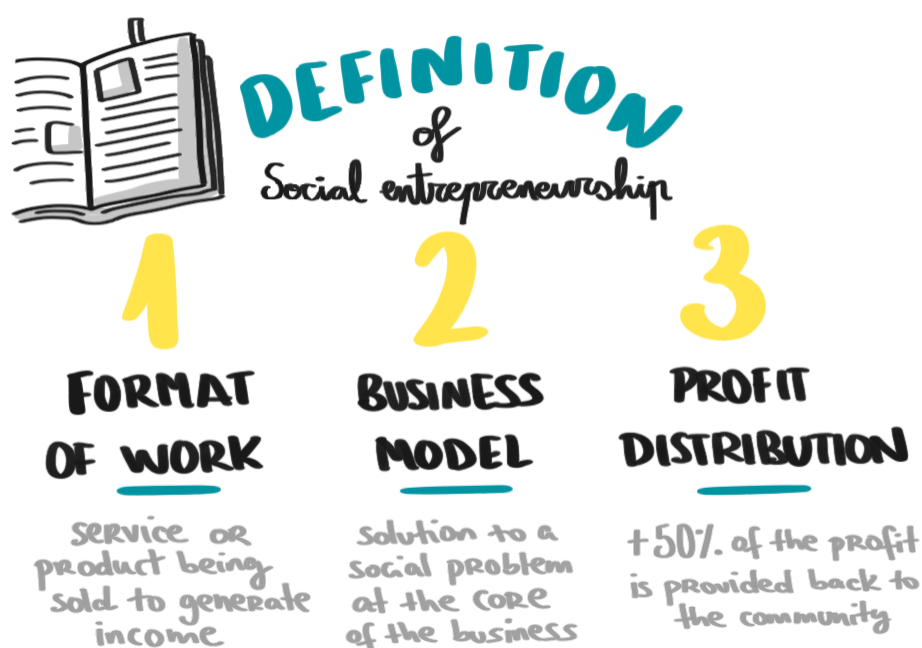 DEFINITION
of
Social entrepreneurship
1
FORMAT
OF WORK
SERVICE OR
PRODUCT being
sold to generate
income
2
BUSINESS
MODEL
solution to a
social problem
at the CORE
of the business
3
PROFIT
DISTRIBUTION
+50% of the profit
is provided back to
the community